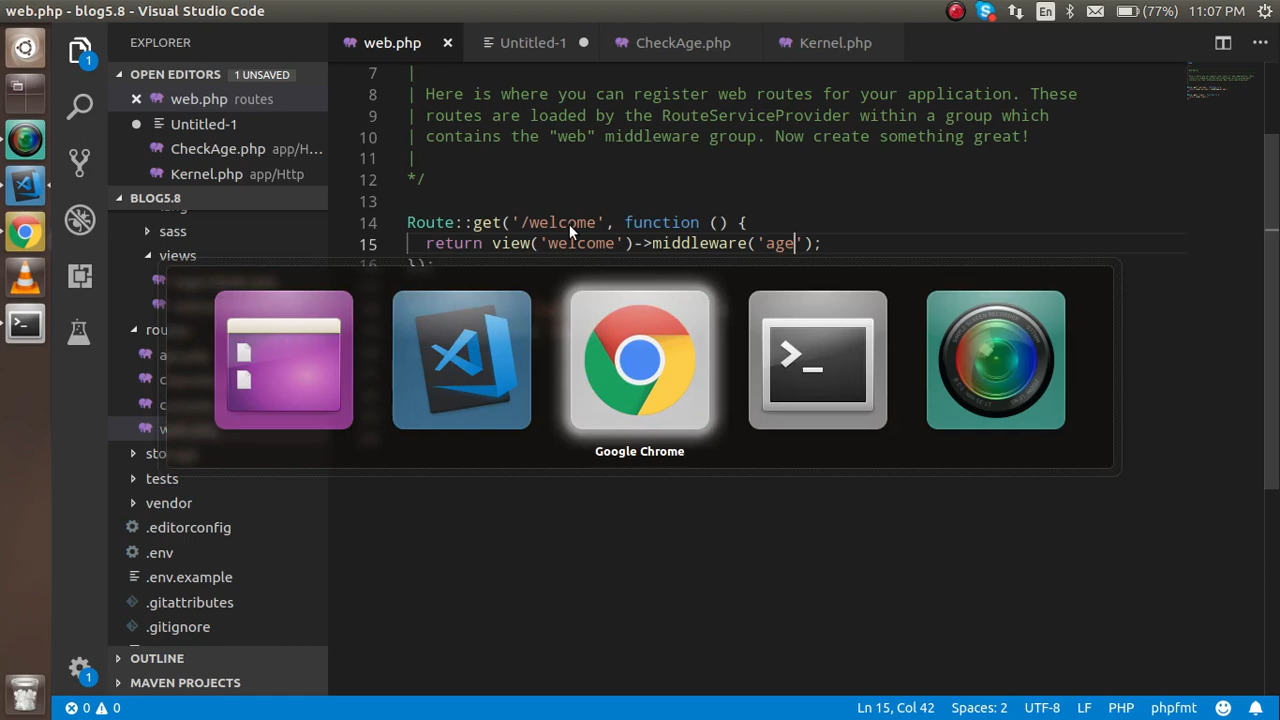 web.php - blog5.8 - Visual Studio Code
En
(77%)
11:07 PM
EXPLORER
web.php
Untitled-1
CheckAge.php
Kernel.php
1
OPEN EDITORS
1 UNSAVED
web.php routes
Untitled-1
CheckAge.php app/H...
Kernel.php app/Http
BLOG5.8
sass
views
tests
vendor
.editorconfig
.env
.env.example
.gitattributes
.gitignore
OUTLINE
MAVEN PROJECTS
7 |
8 | Here is where you can register web routes for your application. These
9 | routes are loaded by the RouteServiceProvider within a group which
10 | contains the "web" middleware group. Now create something great!
11 |
12 */
13
14 Route::get('/welcome', function () {
15 return view('welcome')->middleware('age');
16 });
Google Chrome
1
0 0
Ln 15, Col 42
Spaces: 2
UTF-8
LF
PHP
phpfmt